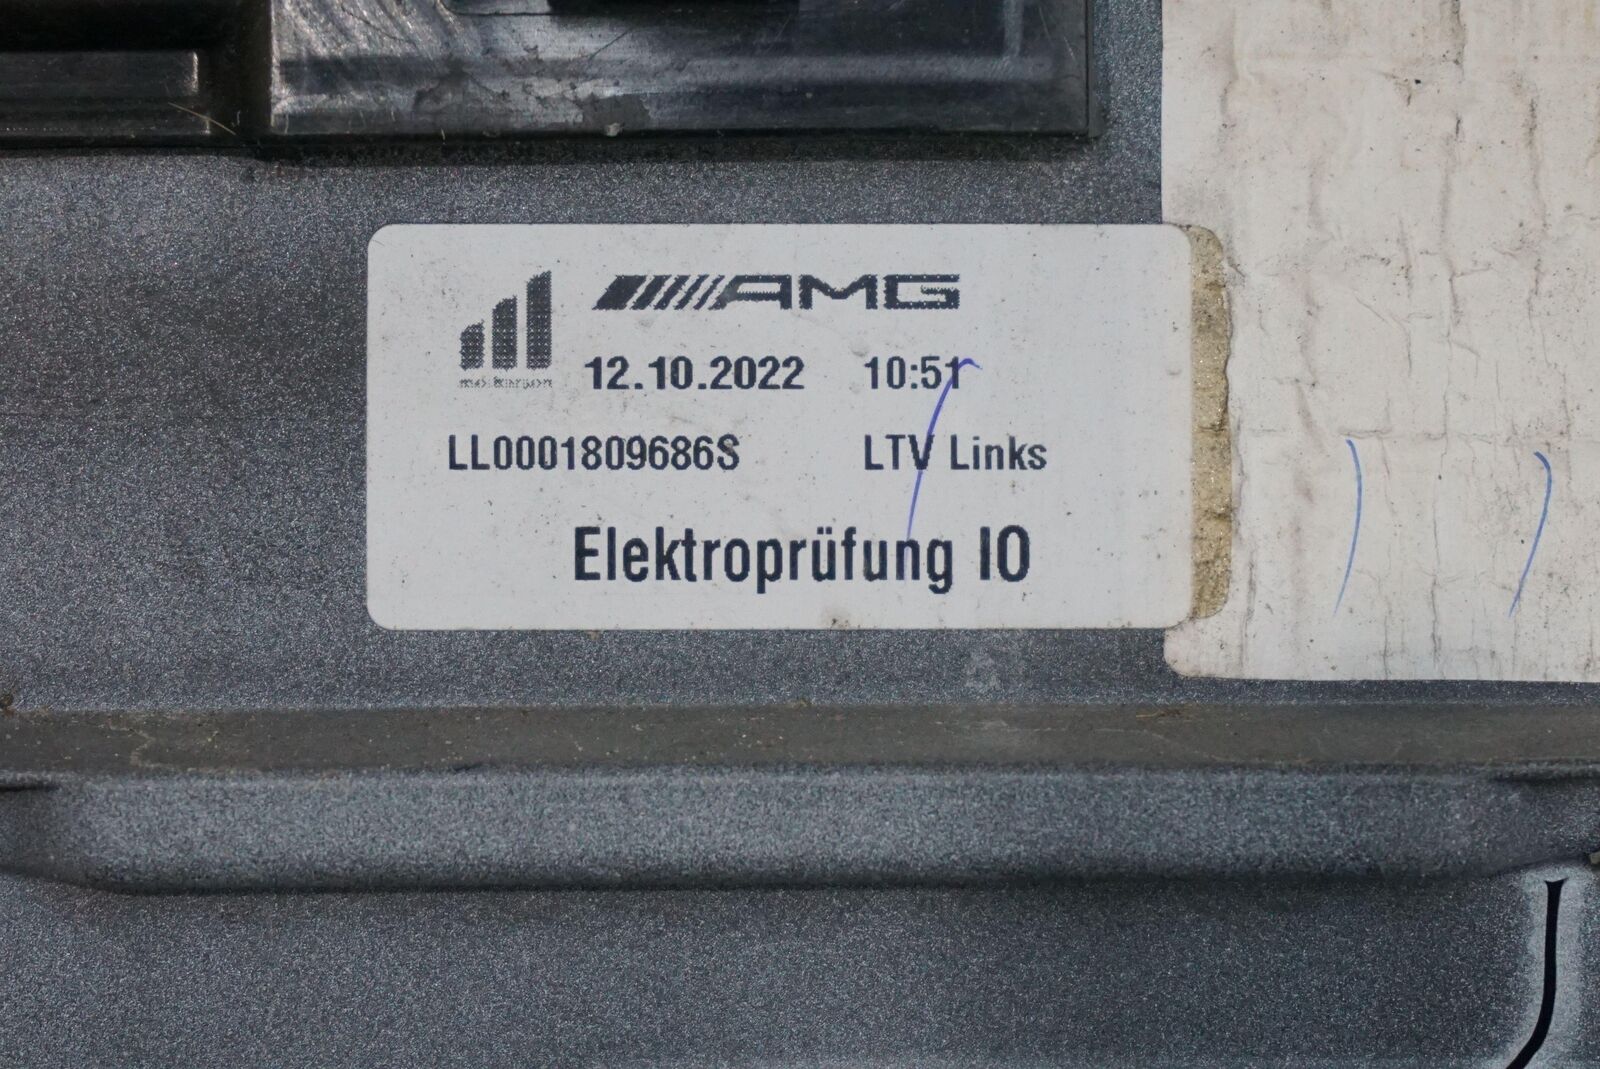 AMG
12.10.2022 10:51
LL0001809686S LTV Links
Elektroprüfung IO